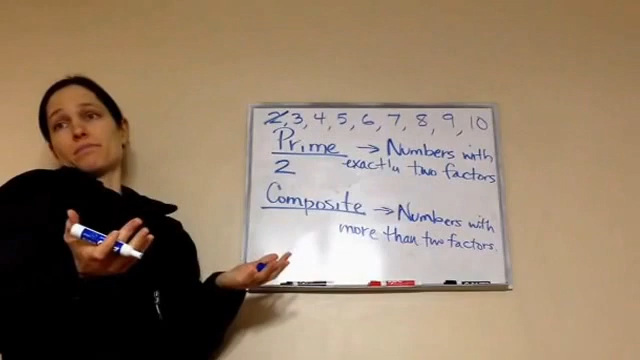 2, 3, 4, 5, 6, 7, 8, 9, 10
Prime → Numbers with
exactly two factors
2
Composite → Numbers with
more than two factors.